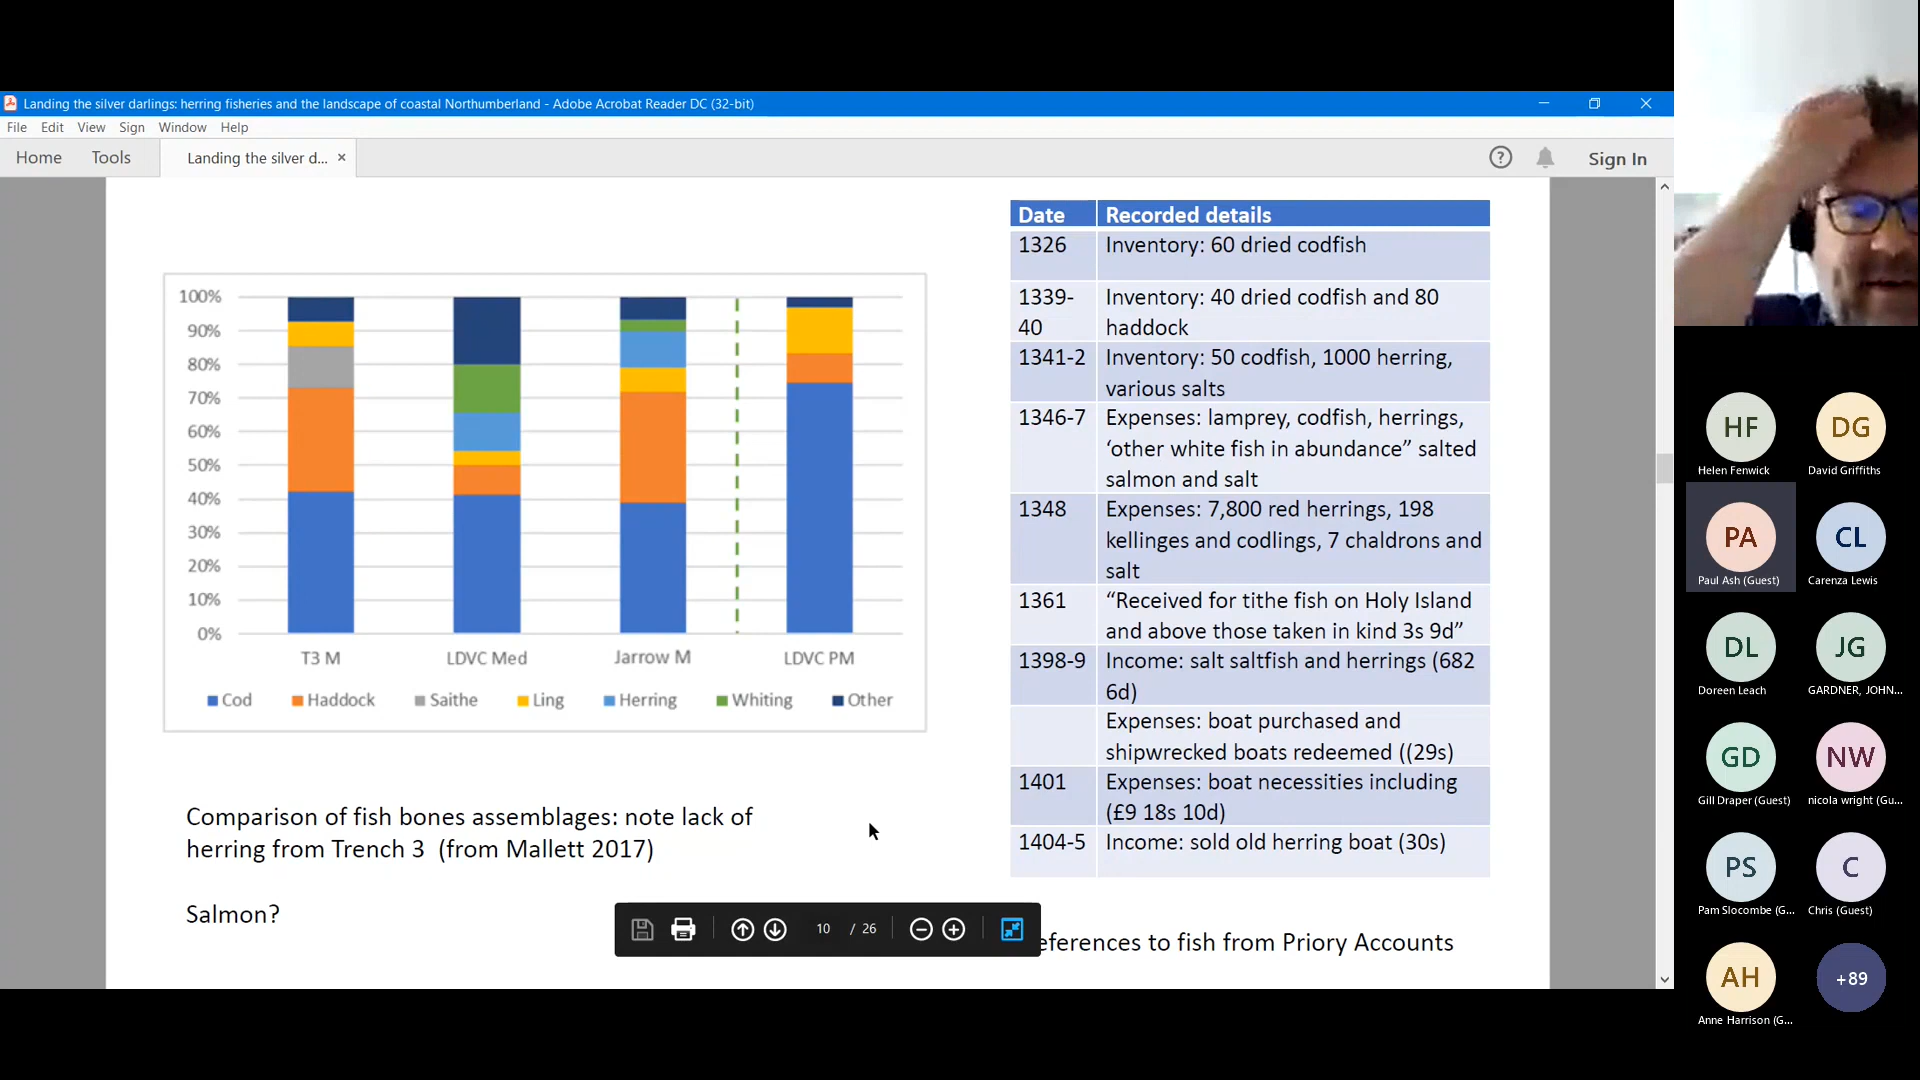 Landing the silver darlings: herring fisheries and the landscape of coastal Northumberland - Adobe Acrobat Reader DC (32-bit)
File Edit View Sign Window Help
Home Tools Landing the silver d... ×
? Sign In
100%
90%
80%
70%
60%
50%
40%
30%
20%
10%
0%
T3 M LDVC Med Jarrow M LDVC PM
Cod Haddock Saithe Ling Herring Whiting Other
Comparison of fish bones assemblages: note lack of
herring from Trench 3 (from Mallett 2017)
Salmon?
Date Recorded details
1326 Inventory: 60 dried codfish
1339- Inventory: 40 dried codfish and 80
40 haddock
1341-2 Inventory: 50 codfish, 1000 herring,
various salts
1346-7 Expenses: lamprey, codfish, herrings,
‘other white fish in abundance” salted
salmon and salt
1348 Expenses: 7,800 red herrings, 198
kellinges and codlings, 7 chaldrons and
salt
1361 “Received for tithe fish on Holy Island
and above those taken in kind 3s 9d”
1398-9 Income: salt saltfish and herrings (682
6d)
Expenses: boat purchased and
shipwrecked boats redeemed ((29s)
1401 Expenses: boat necessities including
(£9 18s 10d)
1404-5 Income: sold old herring boat (30s)
eferences to fish from Priory Accounts
10 / 26
HF DG
Helen Fenwick David Griffiths
PA CL
Paul Ash (Guest) Carenza Lewis
DL JG
Doreen Leach GARDNER, JOHN...
GD NW
Gill Draper (Guest) nicola wright (Gu...
PS C
Pam Slocombe (G... Chris (Guest)
AH +89
Anne Harrison (G...